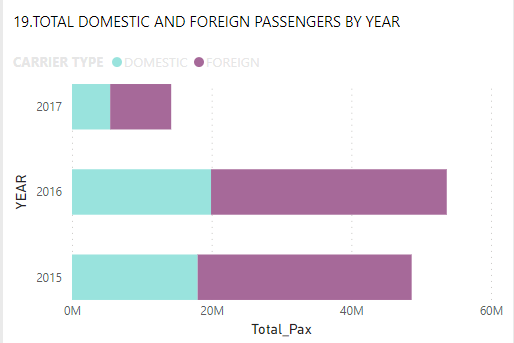 19.TOTAL DOMESTIC AND FOREIGN PASSENGERS BY YEAR
CARRIER TYPE DOMESTIC FOREIGN
2017
2016
2015
YEAR
0M 20M 40M 60M
Total_Pax